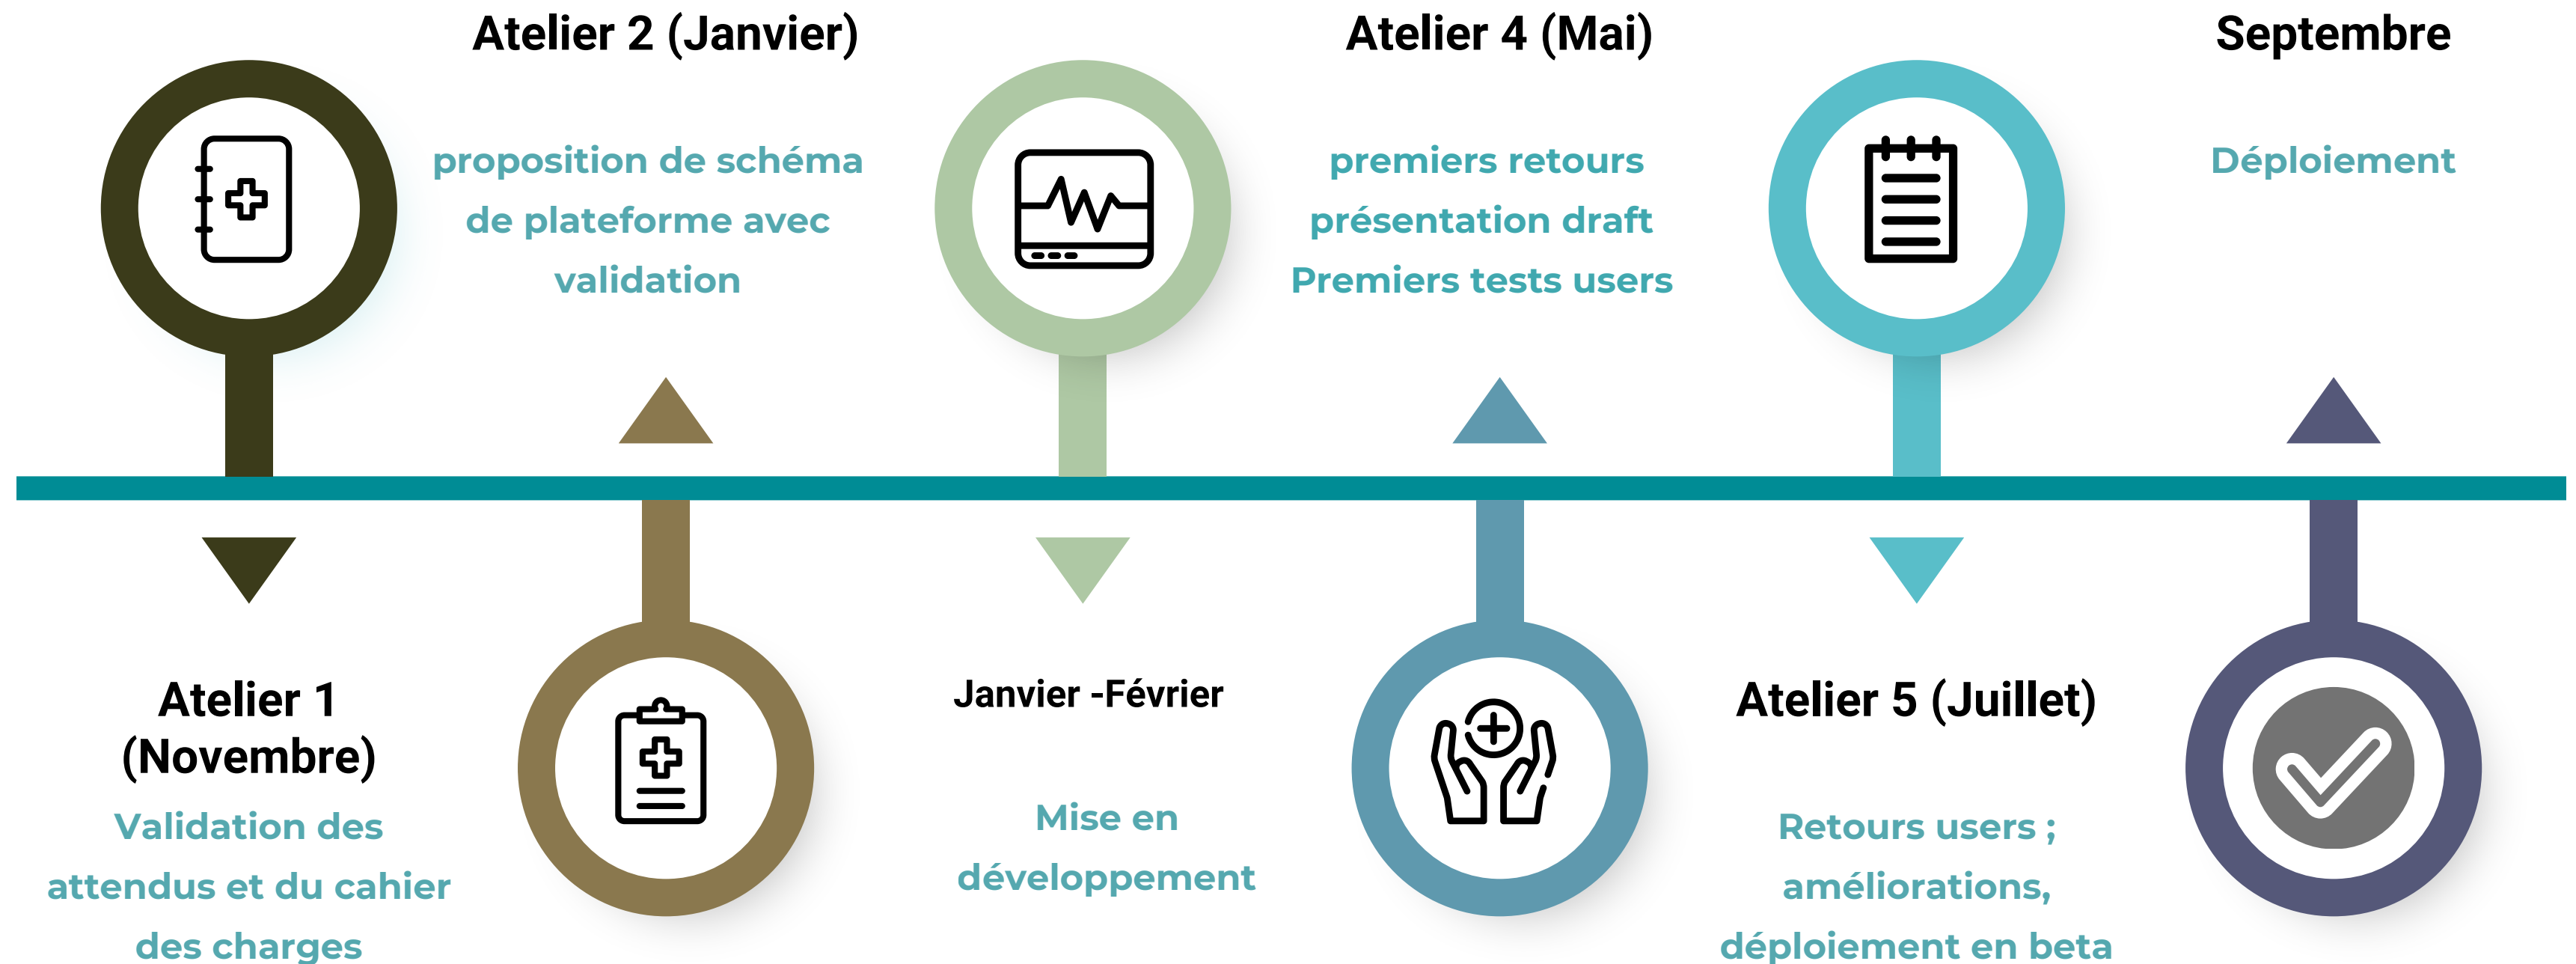 Atelier 1
(Novembre)
Validation des
attendus et du cahier
des charges
Atelier 2 (Janvier)
proposition de schéma
de plateforme avec
validation
Janvier -Février
Mise en
développement
Atelier 4 (Mai)
premiers retours
présentation draft
Premiers tests users
Atelier 5 (Juillet)
Retours users ;
améliorations,
déploiement en beta
Septembre
Déploiement